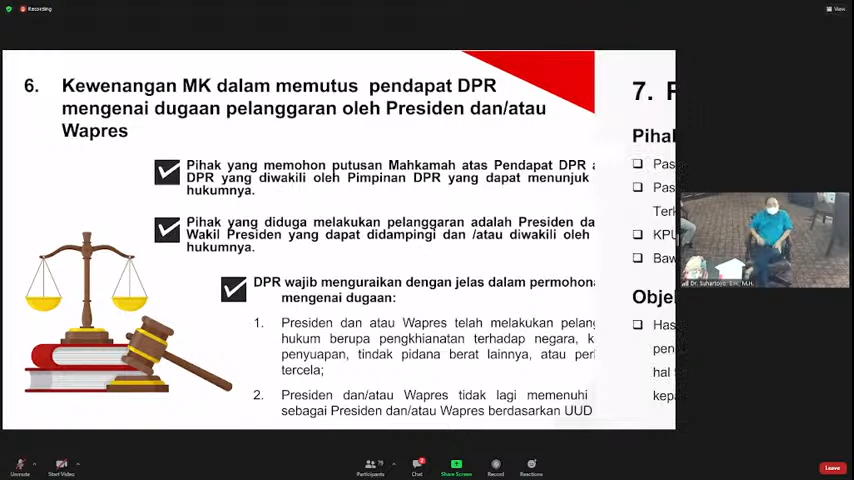 Recording
View
6. Kewenangan MK dalam memutus pendapat DPR
mengenai dugaan pelanggaran oleh Presiden dan/atau
Wapres
Pihak yang memohon putusan Mahkamah atas Pendapat DPR a
DPR yang diwakili oleh Pimpinan DPR yang dapat menunjuk
hukumnya.
Pihak yang diduga melakukan pelanggaran adalah Presiden da
Wakil Presiden yang dapat didampingi dan /atau diwakili oleh
hukumnya.
DPR wajib menguraikan dengan jelas dalam permohona
mengenai dugaan:
1. Presiden dan atau Wapres telah melakukan pelang
hukum berupa pengkhianatan terhadap negara, k
penyuapan, tindak pidana berat lainnya, atau per
tercela;
2. Presiden dan/atau Wapres tidak lagi memenuhi
sebagai Presiden dan/atau Wapres berdasarkan UUD
7.
Pihak
Pas
Pas
Terk
KPU
Baw
Obje
Has
pen
hal
kepa
Dr. Suhartoyo, S.H., M.H.
Unmute
Start Video
Participants
79
Chat
Share Screen
Record
Reactions
Leave